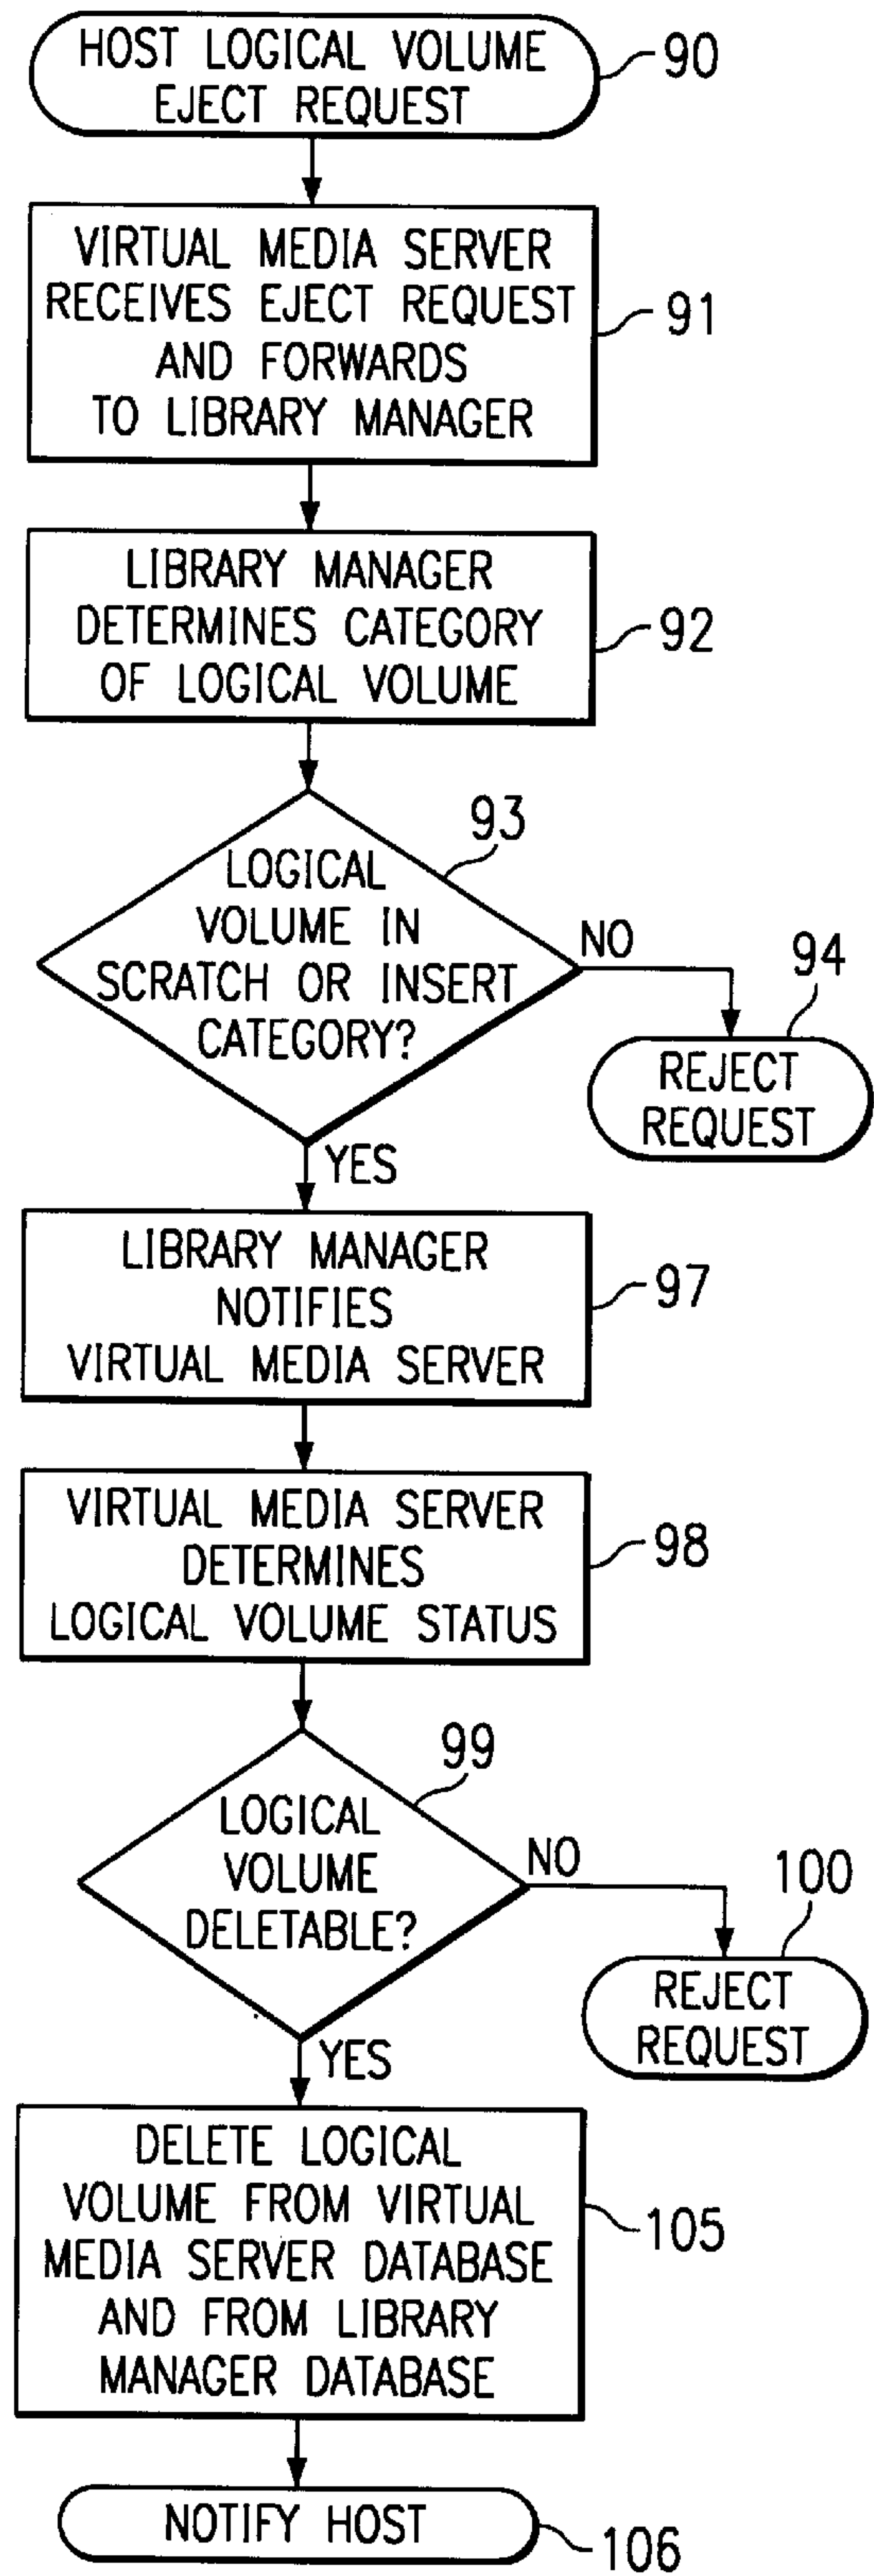 HOST LOGICAL VOLUME
EJECT REQUEST
90
VIRTUAL MEDIA SERVER
RECEIVES EJECT REQUEST
AND FORWARDS
TO LIBRARY MANAGER
91
LIBRARY MANAGER
DETERMINES CATEGORY
OF LOGICAL VOLUME
92
93
LOGICAL
VOLUME IN
SCRATCH OR INSERT
CATEGORY?
NO
94
REJECT
REQUEST
YES
LIBRARY MANAGER
NOTIFIES
VIRTUAL MEDIA SERVER
97
VIRTUAL MEDIA SERVER
DETERMINES
LOGICAL VOLUME STATUS
98
99
LOGICAL
VOLUME
DELETABLE?
NO
100
REJECT
REQUEST
YES
DELETE LOGICAL
VOLUME FROM VIRTUAL
MEDIA SERVER DATABASE
AND FROM LIBRARY
MANAGER DATABASE
105
NOTIFY HOST
106